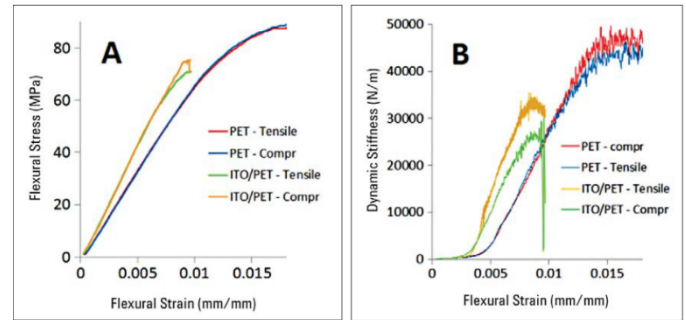 A
Flexural Stress (MPa)
80
60
40
20
0
PET - Tensile
PET - Compr
ITO/PET - Tensile
ITO/PET - Compr
0 0.005 0.01 0.015
Flexural Strain (mm/mm)
B
Dynamic Stiffness (N/m)
50000
40000
30000
20000
10000
0
PET - compr
PET - Tensile
ITO/PET - Tensile
ITO/PET - Compr
0 0.005 0.01 0.015
Flexural Strain (mm/mm)